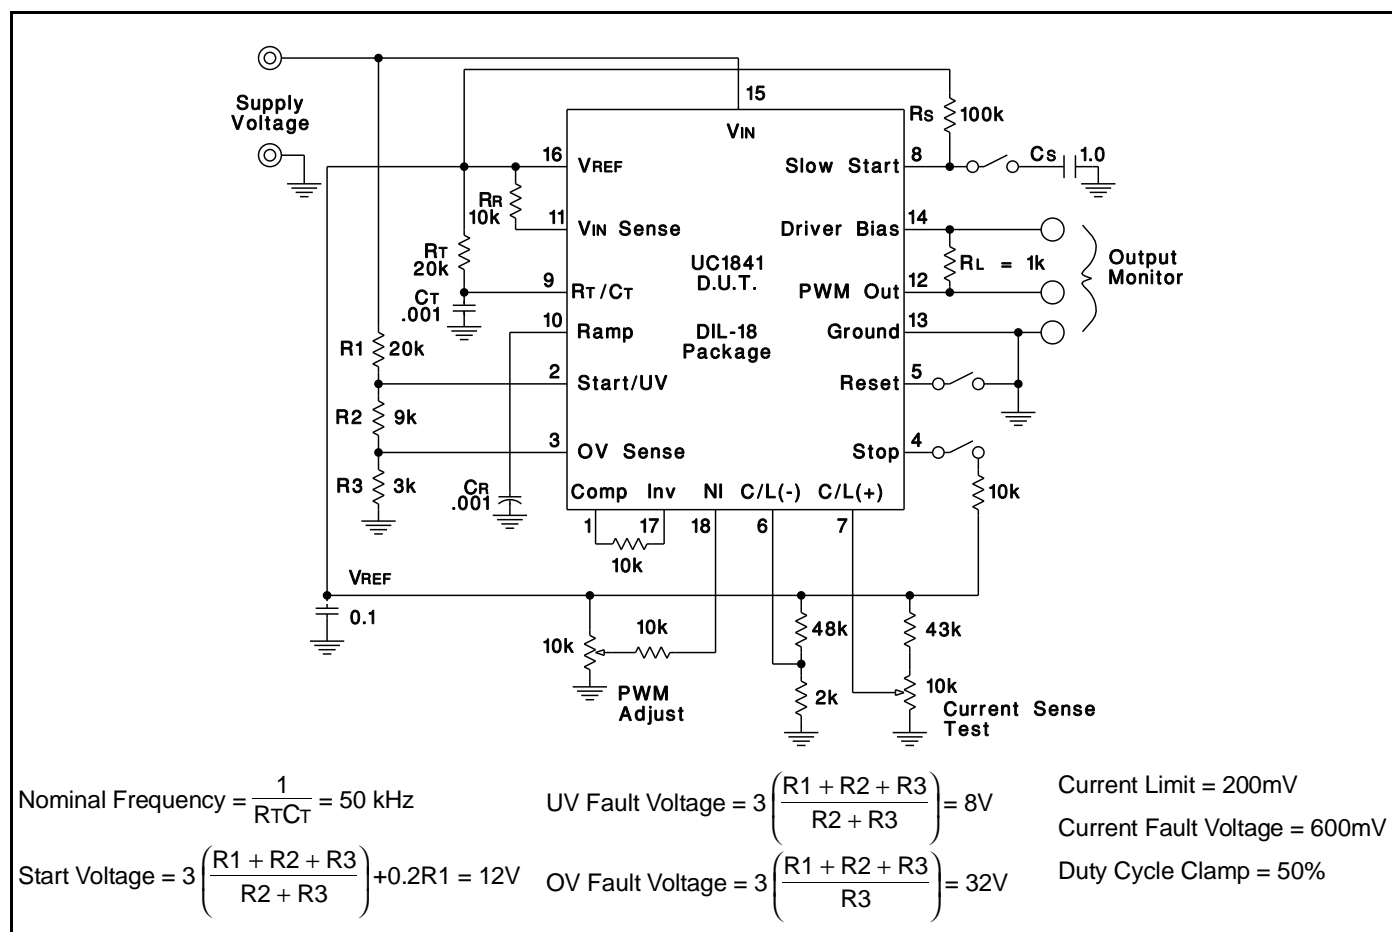 Supply
Voltage
15
VIN
RS 100k
16 VREF
Slow Start 8
CS 1.0
RR
10k
11 VIN Sense
Driver Bias 14
RT
20k
UC1841
D.U.T.
RL = 1k
Output
Monitor
9 RT/CT
PWM Out 12
CT
.001
10 Ramp
DIL-18
Package
Ground 13
R1 20k
2 Start/UV
Reset 5
R2 9k
3 OV Sense
Stop 4
R3 3k
CR
.001
Comp Inv NI C/L(-) C/L(+)
10k
1 17 18 6 7
10k
VREF
0.1
10k 10k 48k 43k
PWM
Adjust
2k
10k
Current Sense
Test
Nominal Frequency = 1 / RTCT = 50 kHz
UV Fault Voltage = 3 (R1 + R2 + R3 / R2 + R3) = 8V
Current Limit = 200mV
Current Fault Voltage = 600mV
Start Voltage = 3 (R1 + R2 + R3 / R2 + R3) +0.2R1 = 12V
OV Fault Voltage = 3 (R1 + R2 + R3 / R3) = 32V
Duty Cycle Clamp = 50%